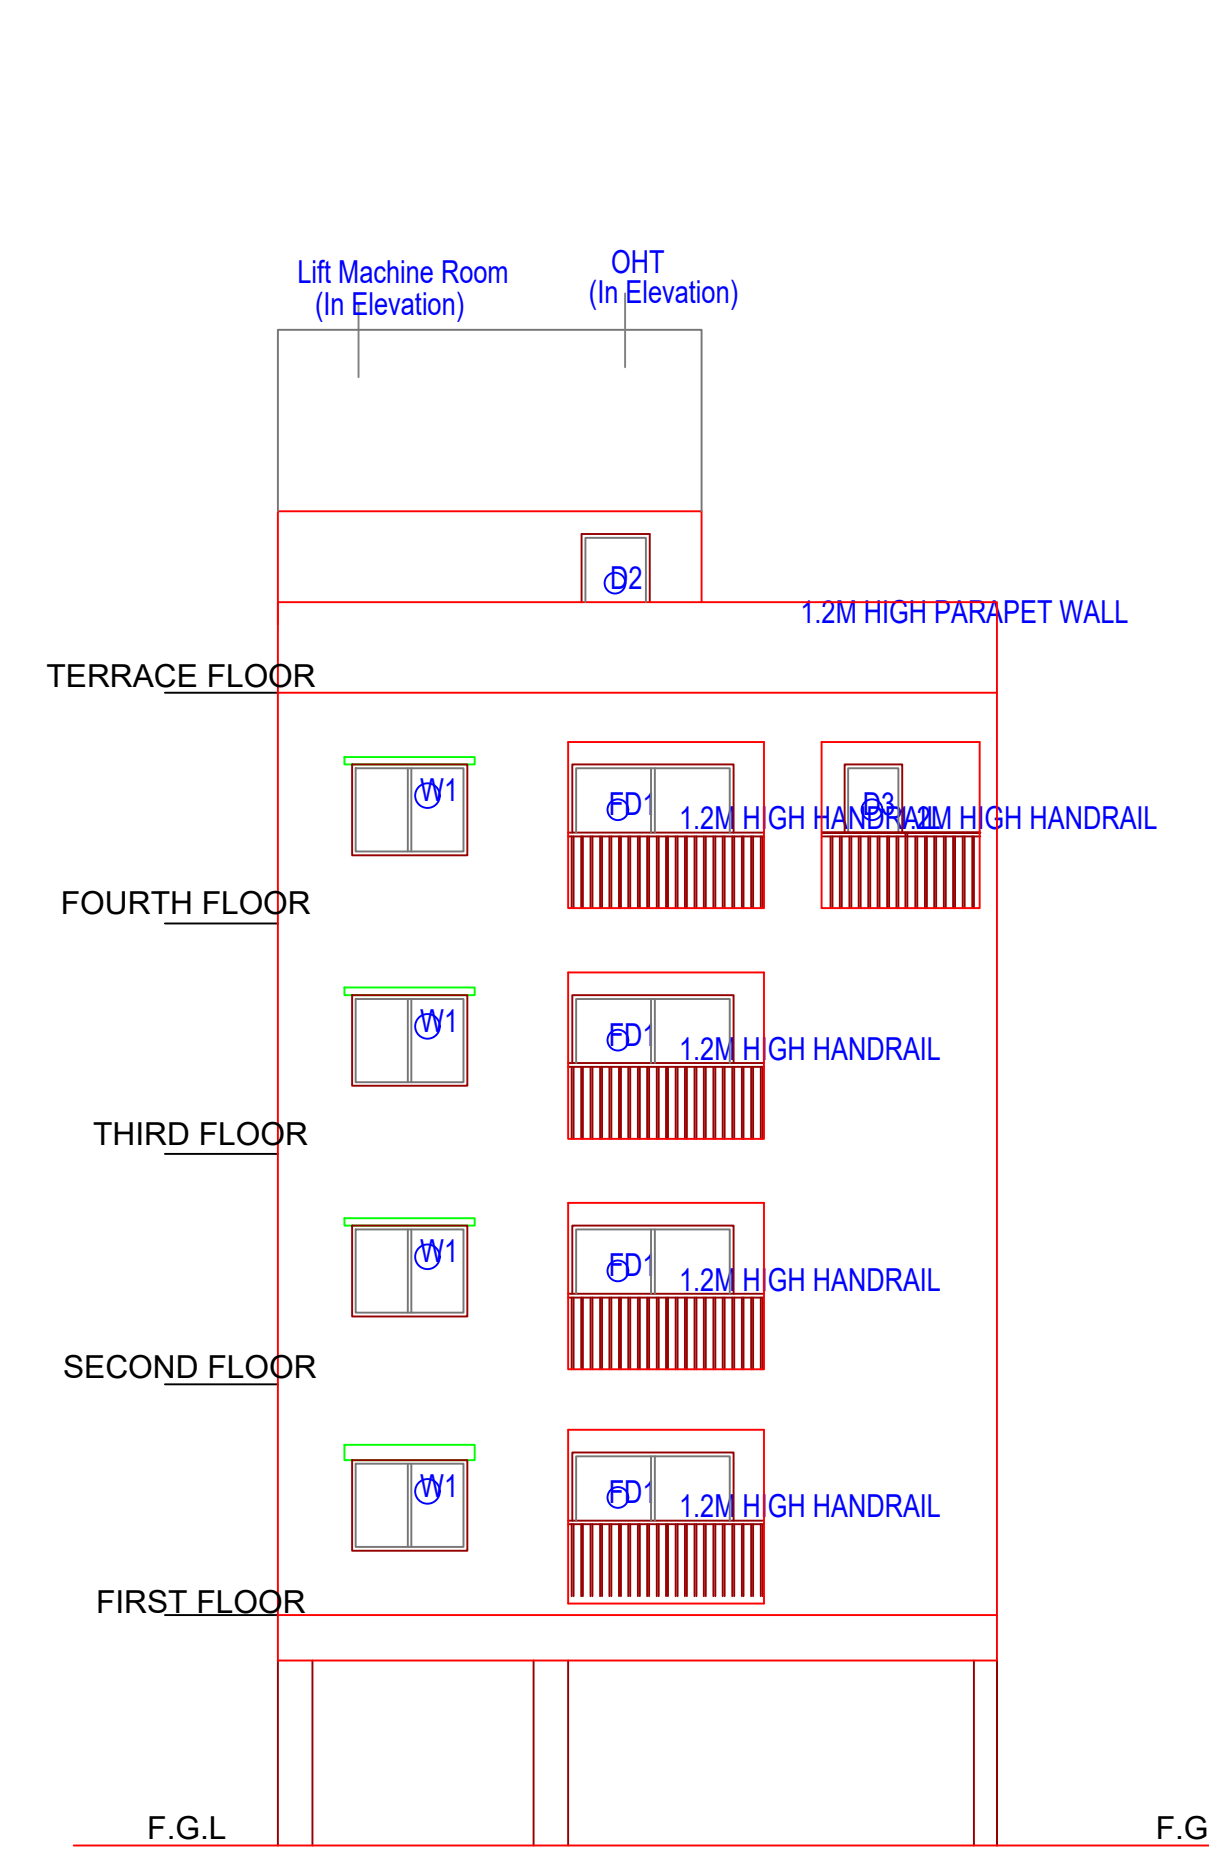 OHT
Lift Machine Room
(In Elevation)
(In Elevation)
D2
1.2M HIGH PARAPET WALL
TERRACE FLOOR
W1
FD1
D3
1.2M HIGH HANDRAIL
1.2M HIGH HANDRAIL
FOURTH FLOOR
W1
FD1
1.2M HIGH HANDRAIL
THIRD FLOOR
W1
FD1
1.2M HIGH HANDRAIL
SECOND FLOOR
W1
FD1
1.2M HIGH HANDRAIL
FIRST FLOOR
F.G.L
F.G